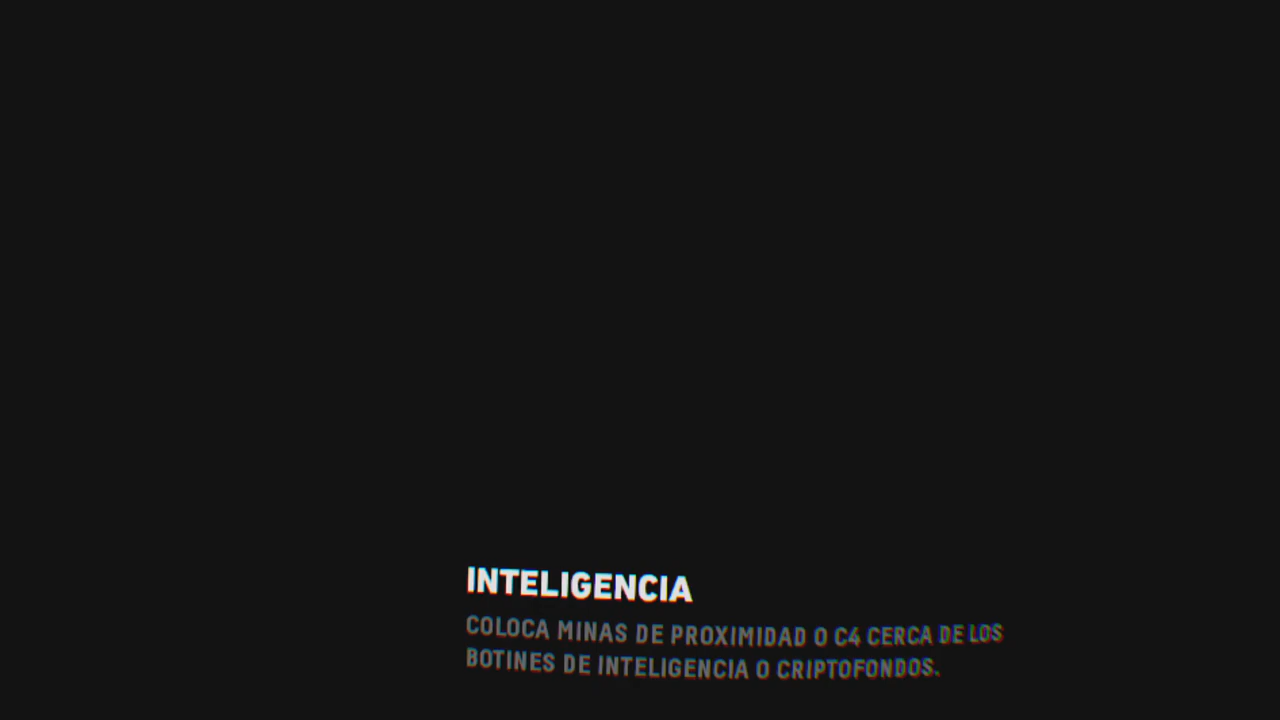 INTELIGENCIA
COLOCA MINAS DE PROXIMIDAD O C4 CERCA DE LOS
BOTINES DE INTELIGENCIA O CRIPTOFONDOS.